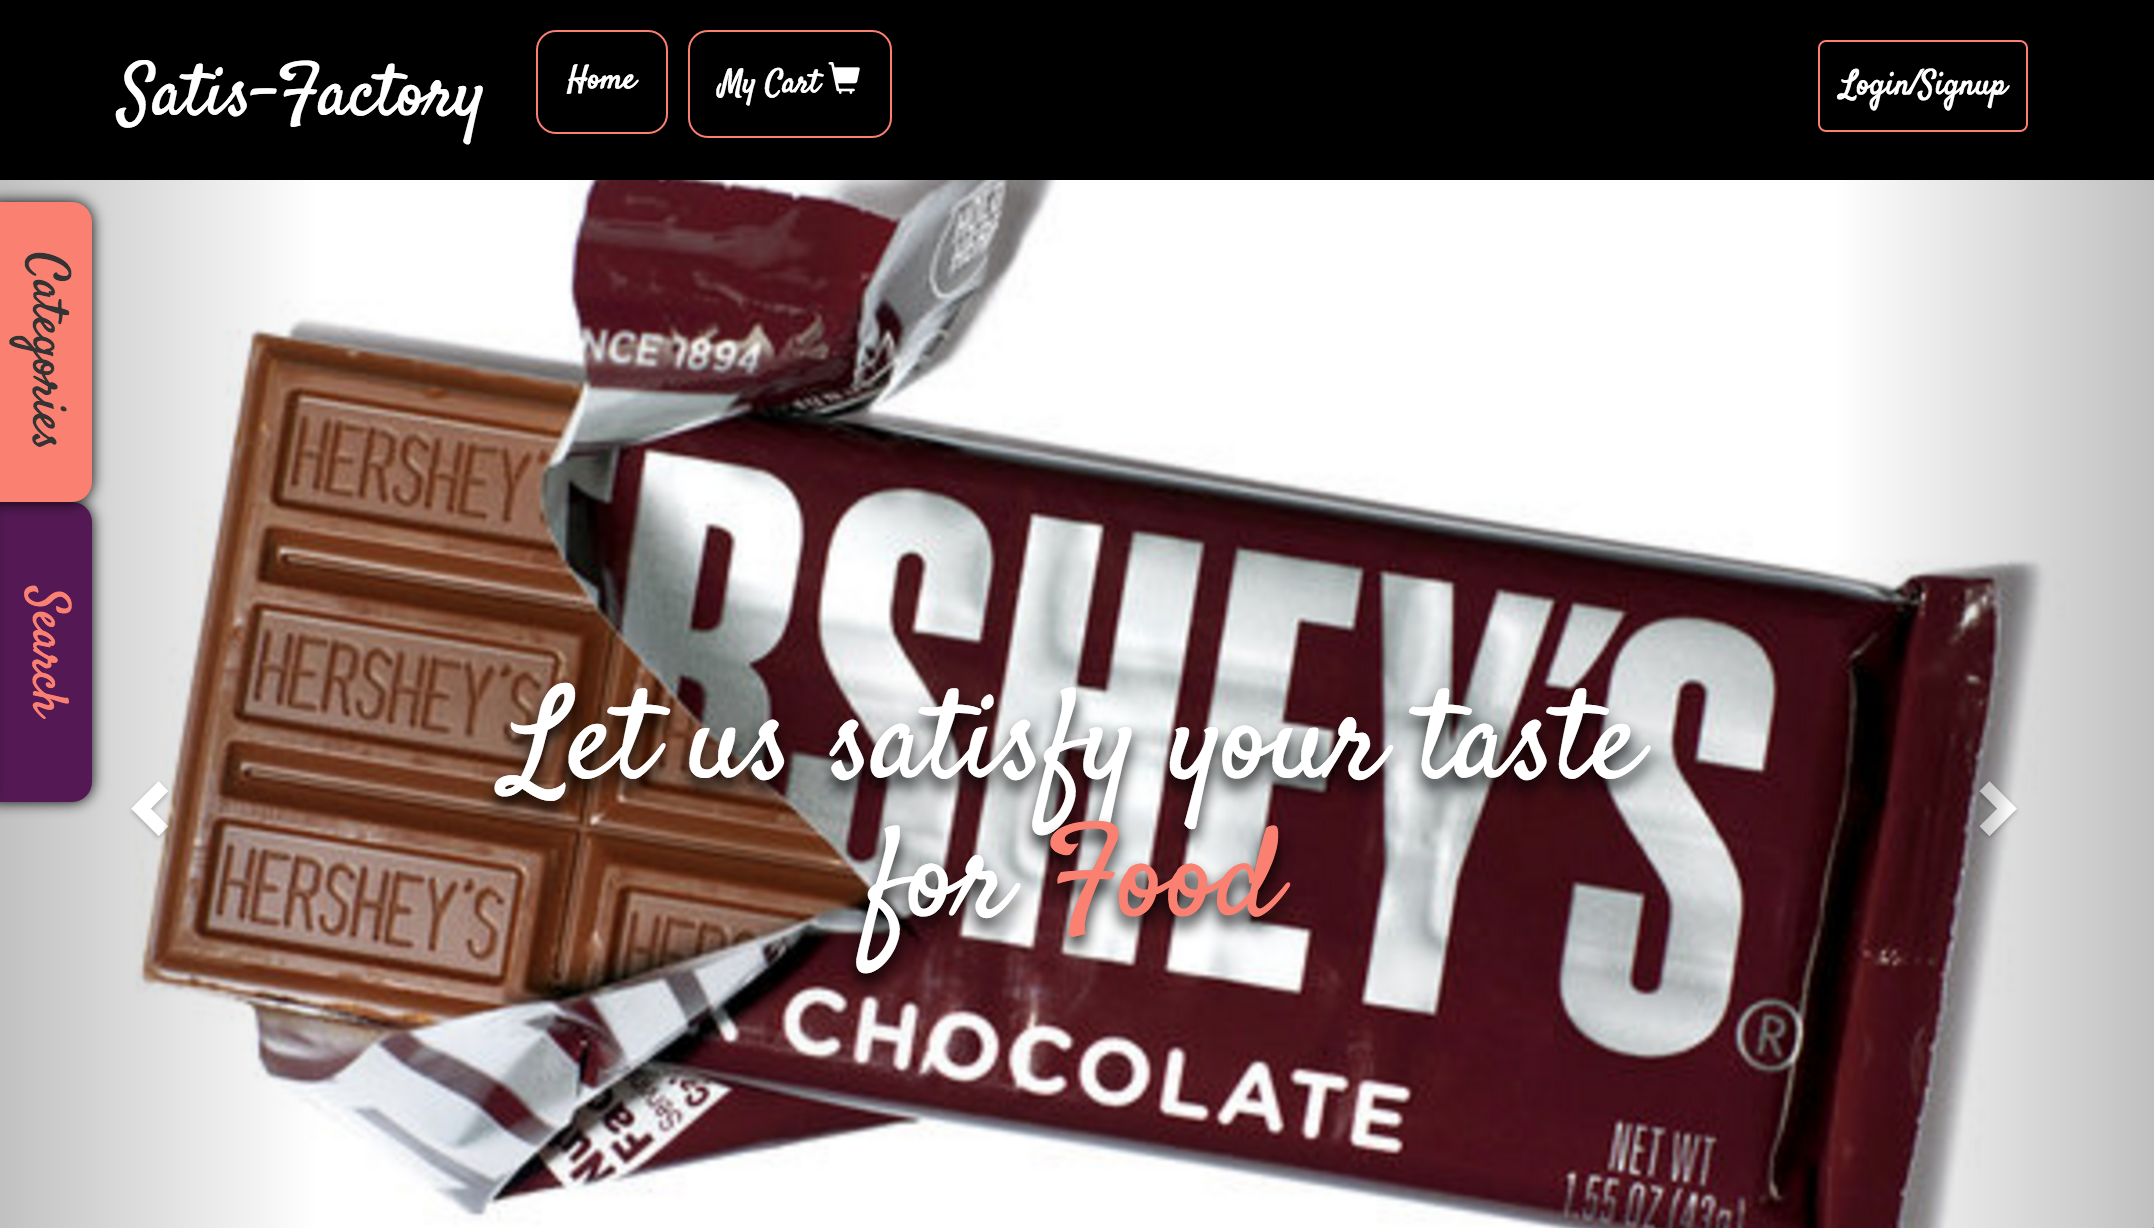 Satis-Factory
Home
My Cart
Login/Signup
Categories
Search
NCE 1894
HERSHEY'
RSHEY'S
HERSHEY'S
Let us satisfy your taste
for Food
HERSHEY'S
HERS
CHOCOLATE
®
NET WT
1.55 OZ (43g)